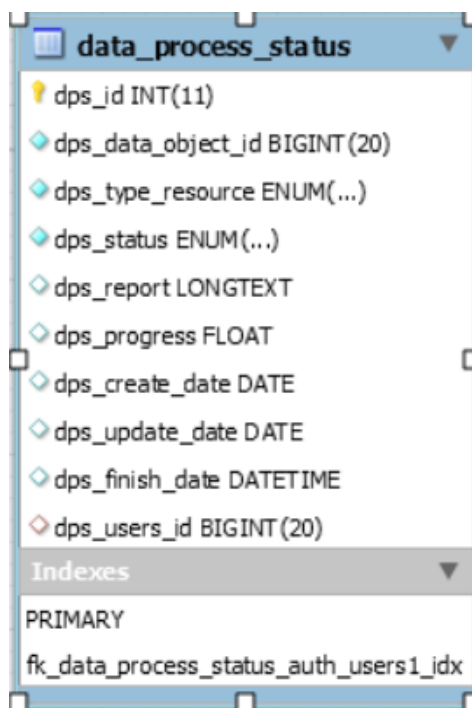 data_process_status
dps_id INT(11)
dps_data_object_id BIGINT(20)
dps_type_resource ENUM(...)
dps_status ENUM(...)
dps_report LONGTEXT
dps_progress FLOAT
dps_create_date DATE
dps_update_date DATE
dps_finish_date DATETIME
dps_users_id BIGINT(20)
Indexes
PRIMARY
fk_data_process_status_auth_users1_idx